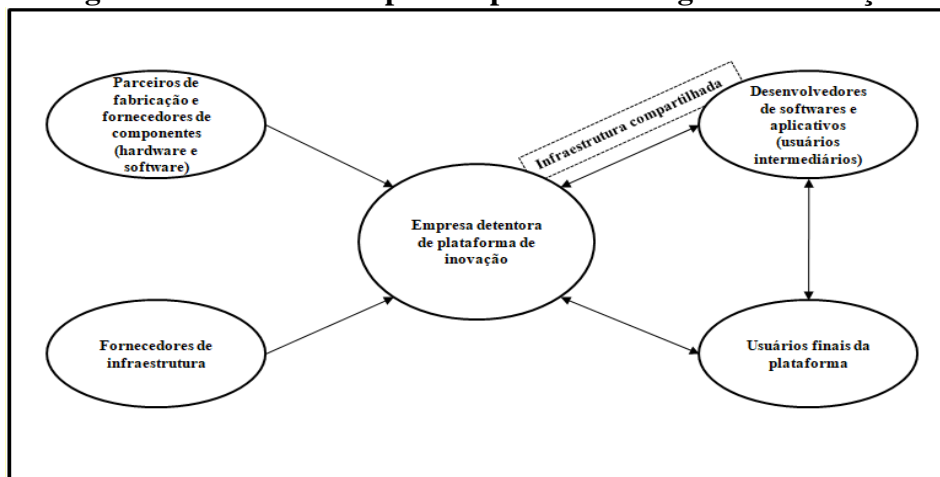 Parceiros de
fabricação e
fornecedores de
componentes
(hardware e
software)
Infraestrutura compartilhada
Desenvolvedores
de softwares e
aplicativos
(usuários
intermediários)
Empresa detentora
de plataforma de
inovação
Fornecedores de
infraestrutura
Usuários finais da
plataforma